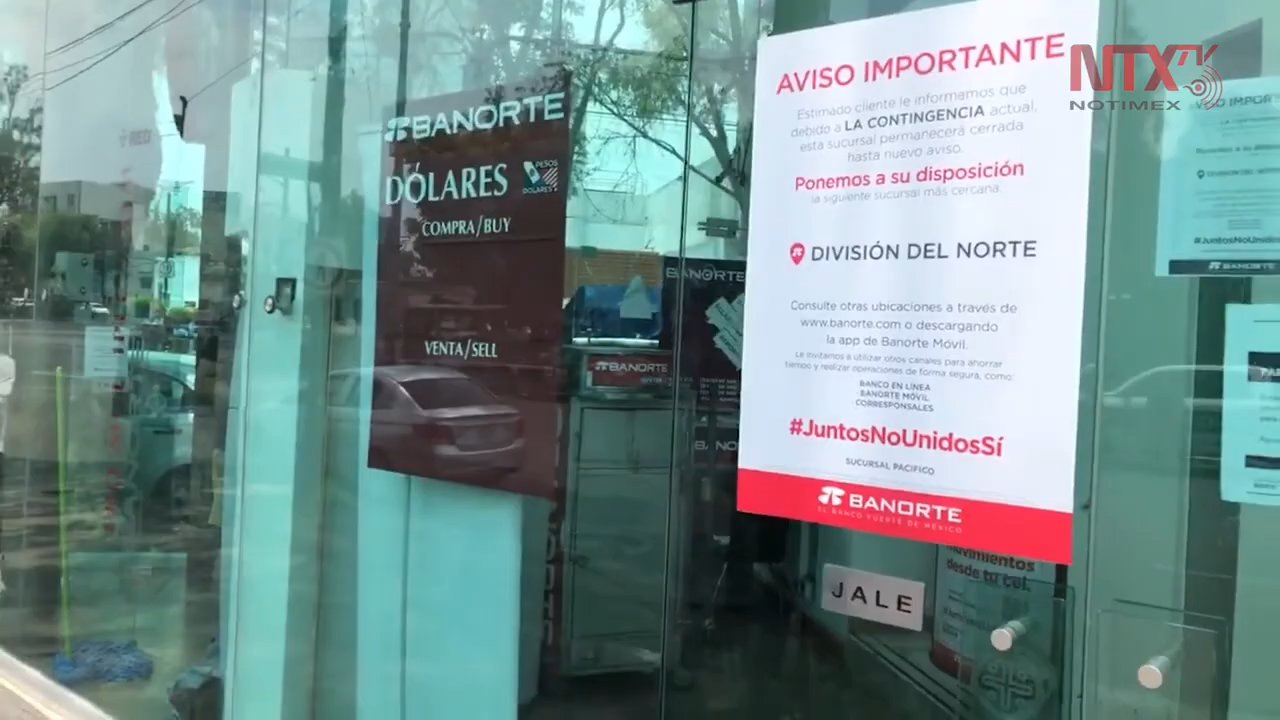 BANORTE
DÓLARES
PESOS
DÓLARES
COMPRA/BUY
VENTA/SELL
BANORTE
BANORTE
AVISO IMPORTANTE
Estimado cliente le informamos que
debido a LA CONTINGENCIA actual,
esta sucursal permanecerá cerrada
hasta nuevo aviso.
Ponemos a su disposición
la siguiente sucursal más cercana:
DIVISIÓN DEL NORTE
Consulte otras ubicaciones a través de
www.banorte.com o descargando
la app de Banorte Móvil.
Le invitamos a utilizar otros canales para ahorrar
tiempo y realizar operaciones de forma segura, como:
BANCO EN LÍNEA
BANORTE MÓVIL
CORRESPONSALES
#JuntosNoUnidosSí
SUCURSAL PACIFICO
BANORTE
EL BANCO FUERTE DE MÉXICO
movimientos
desde tu cel.
JALE
NTX
NOTIMEX
DIVISIÓN DEL
#JuntosNoUnidos
BANORTE